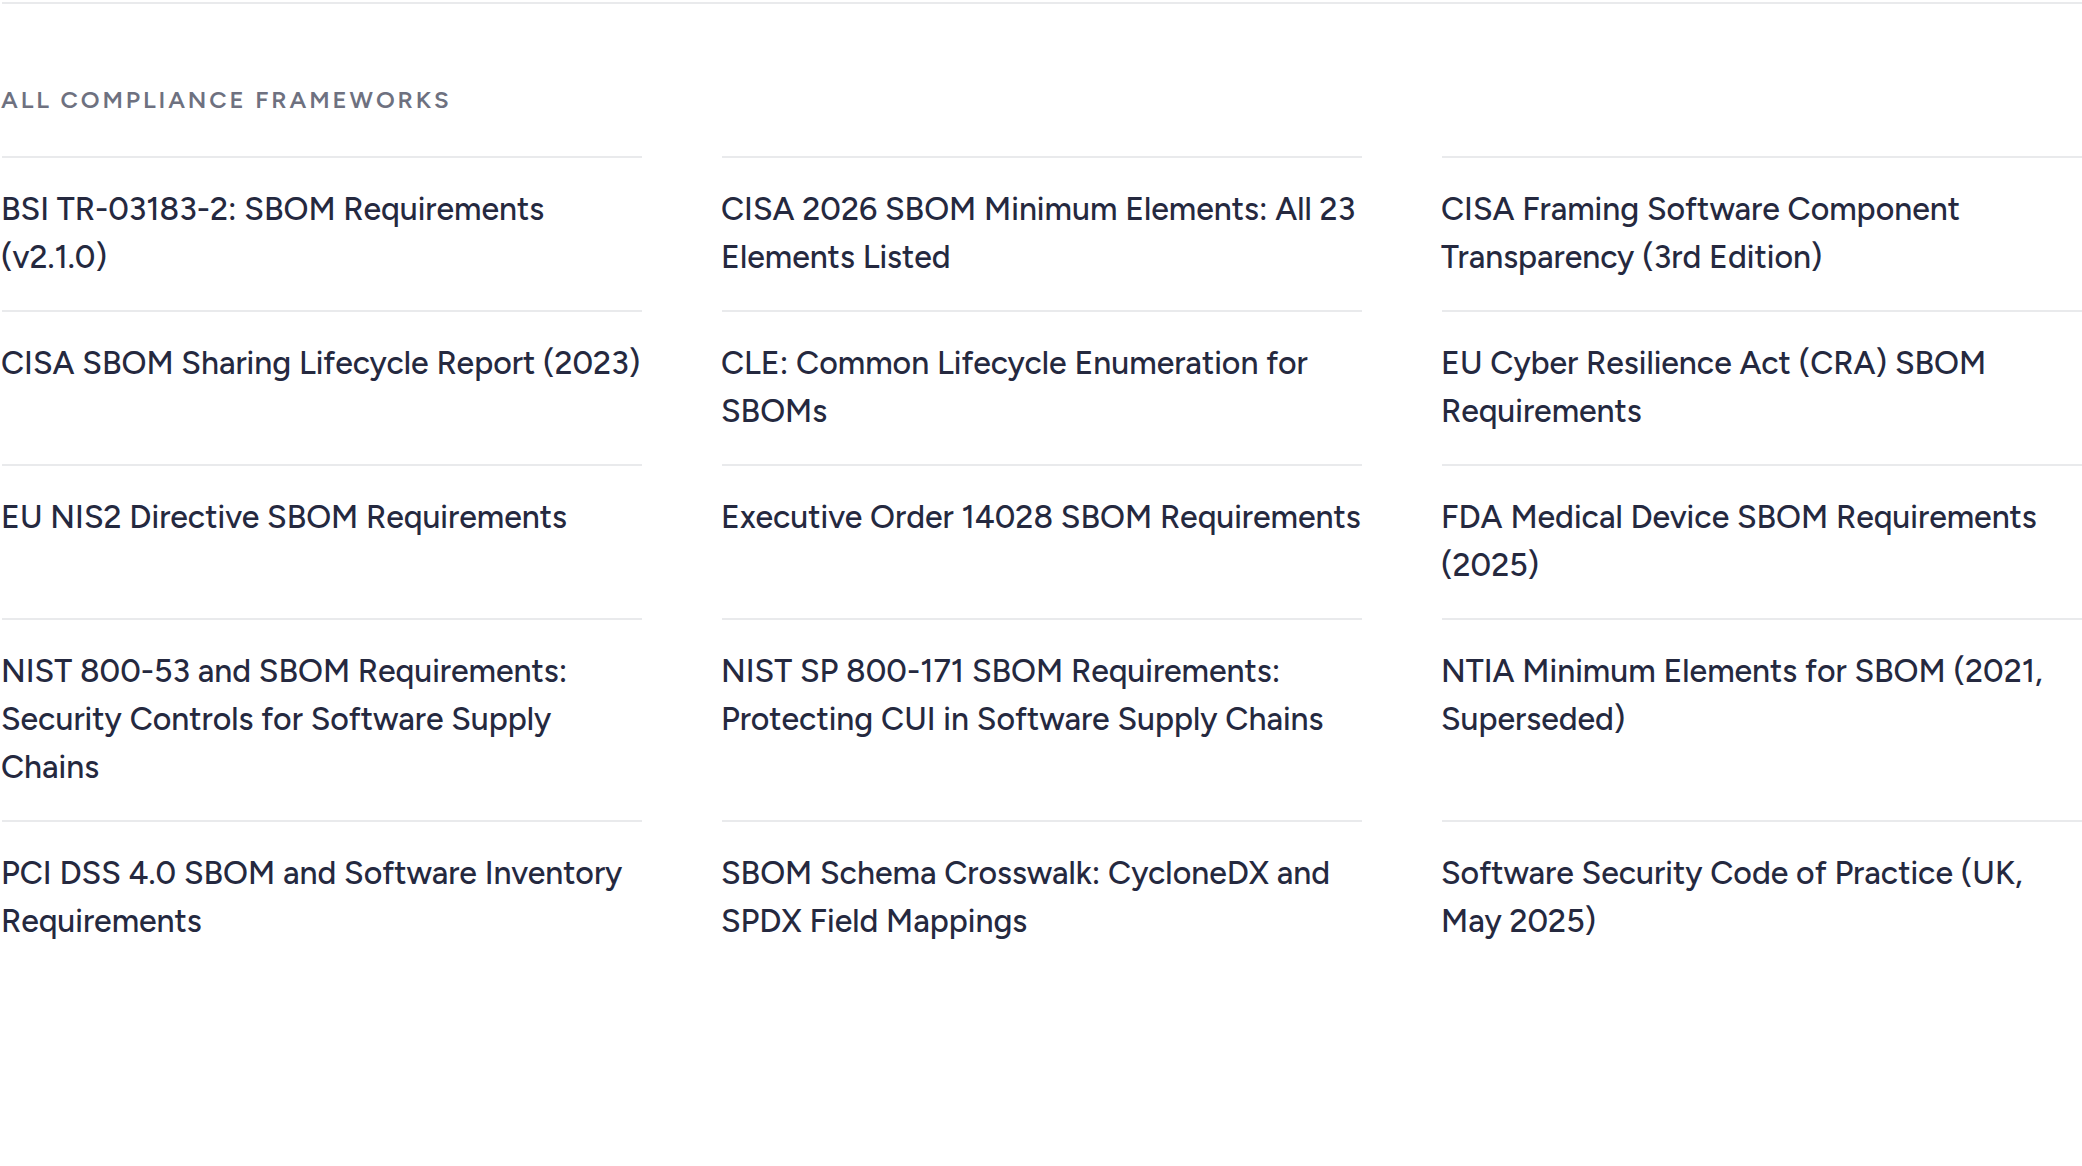 ALL COMPLIANCE FRAMEWORKS
BSI TR-03183-2: SBOM Requirements
(v2.1.0)
CISA 2026 SBOM Minimum Elements: All 23
Elements Listed
CISA Framing Software Component
Transparency (3rd Edition)
CISA SBOM Sharing Lifecycle Report (2023)
CLE: Common Lifecycle Enumeration for
SBOMs
EU Cyber Resilience Act (CRA) SBOM
Requirements
EU NIS2 Directive SBOM Requirements
Executive Order 14028 SBOM Requirements
FDA Medical Device SBOM Requirements
(2025)
NIST 800-53 and SBOM Requirements:
Security Controls for Software Supply
Chains
NIST SP 800-171 SBOM Requirements:
Protecting CUI in Software Supply Chains
NTIA Minimum Elements for SBOM (2021,
Superseded)
PCI DSS 4.0 SBOM and Software Inventory
Requirements
SBOM Schema Crosswalk: CycloneDX and
SPDX Field Mappings
Software Security Code of Practice (UK,
May 2025)